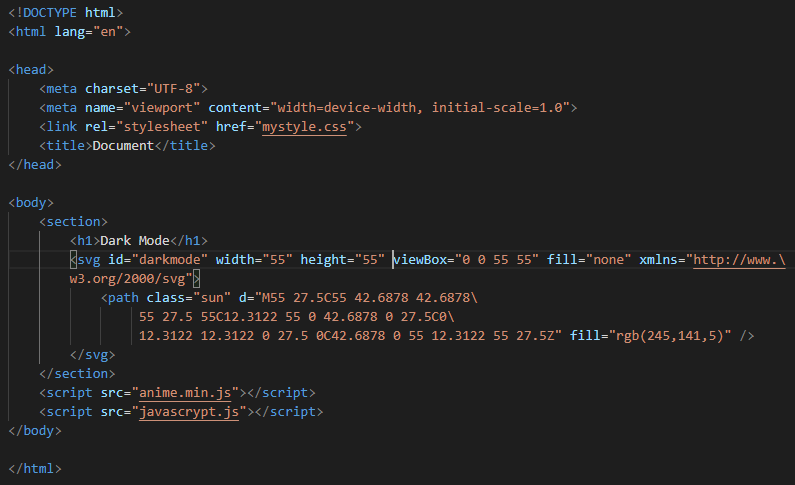 <!DOCTYPE html>
<html lang="en">
<head>
<meta charset="UTF-8">
<meta name="viewport" content="width=device-width, initial-scale=1.0">
<link rel="stylesheet" href="mystyle.css">
<title>Document</title>
</head>
<body>
<section>
<h1>Dark Mode</h1>
<svg id="darkmode" width="55" height="55" viewBox="0 0 55 55" fill="none" xmlns="http://www.\
w3.org/2000/svg">
<path class="sun" d="M55 27.5C55 42.6878 42.6878\
55 27.5 55C12.3122 55 0 42.6878 0 27.5C0\
12.3122 12.3122 0 27.5 0C42.6878 0 55 12.3122 55 27.5Z" fill="rgb(245,141,5)" />
</svg>
</section>
<script src="anime.min.js"></script>
<script src="javascrypt.js"></script>
</body>
</html>